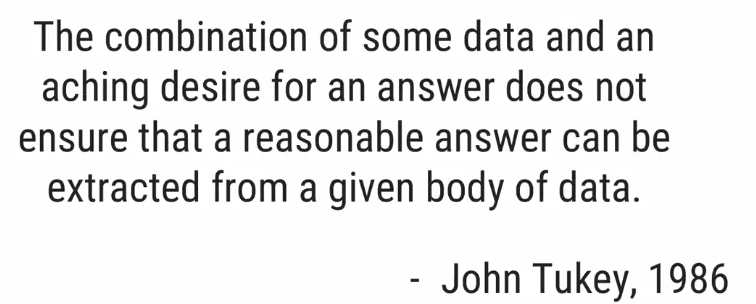 The combination of some data and an
aching desire for an answer does not
ensure that a reasonable answer can be
extracted from a given body of data.
- John Tukey, 1986